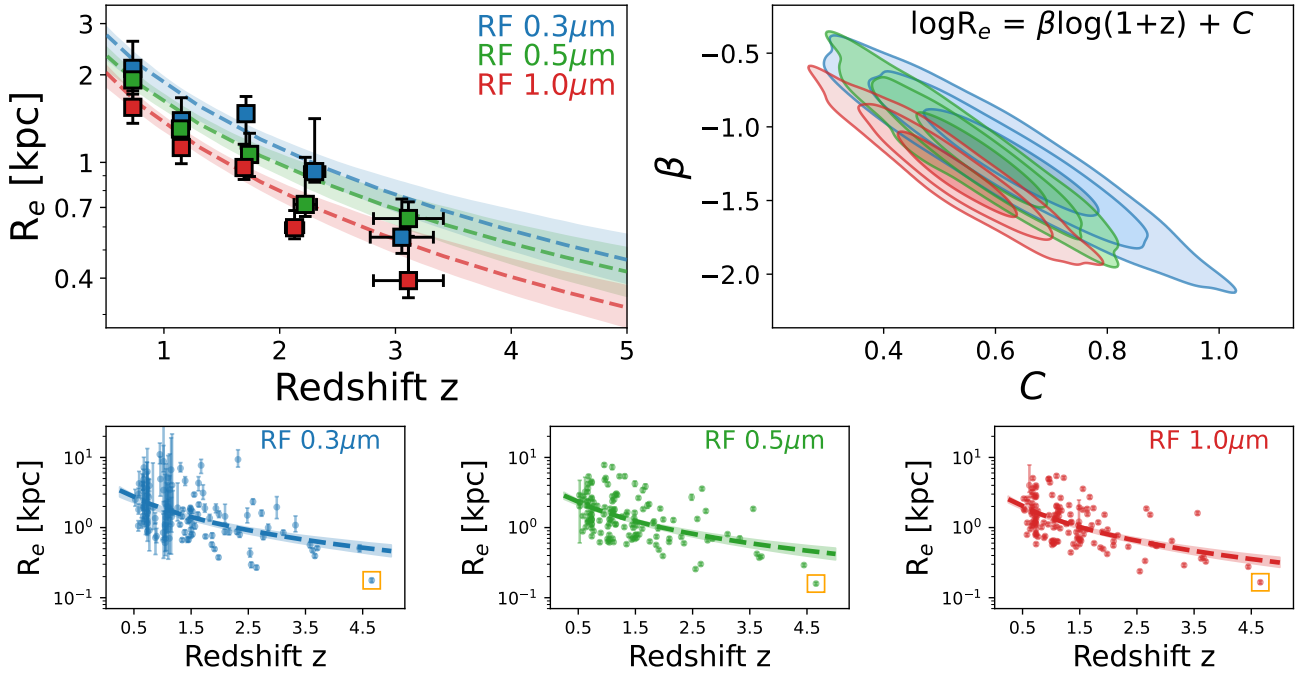 RF 0.3μm
RF 0.5μm
RF 1.0μm
3
2
1
0.7
0.4
R_e [kpc]
1 2 3 4 5
Redshift z
logR_e = βlog(1+z) + C
−0.5
−1.0
−1.5
−2.0
β
0.4 0.6 0.8 1.0
C
RF 0.3μm
10^1
10^0
10^−1
R_e [kpc]
0.5 1.5 2.5 3.5 4.5
Redshift z
RF 0.5μm
10^1
10^0
10^−1
R_e [kpc]
0.5 1.5 2.5 3.5 4.5
Redshift z
RF 1.0μm
10^1
10^0
10^−1
R_e [kpc]
0.5 1.5 2.5 3.5 4.5
Redshift z